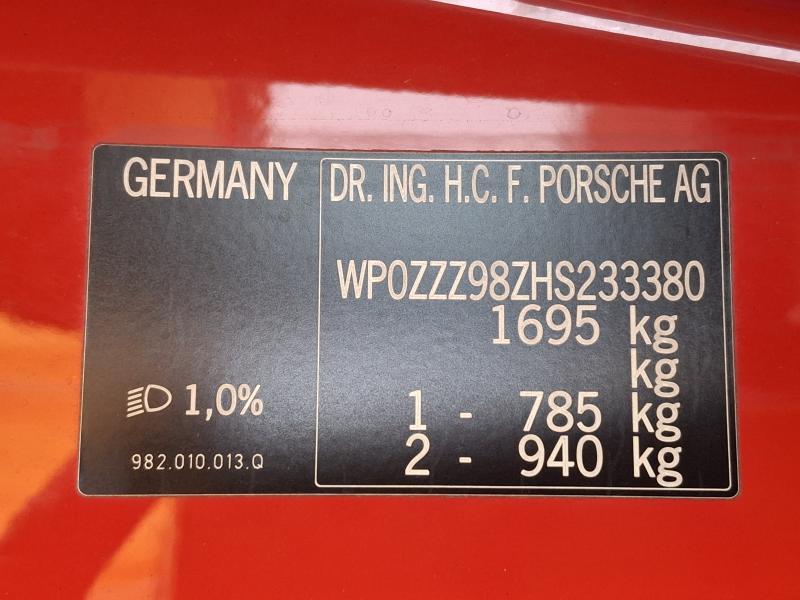 GERMANY
DR. ING. H.C. F. PORSCHE AG
WP0ZZZ98ZHS233380
1695 kg
kg
1,0%
1 - 785 kg
2 - 940 kg
982.010.013.Q